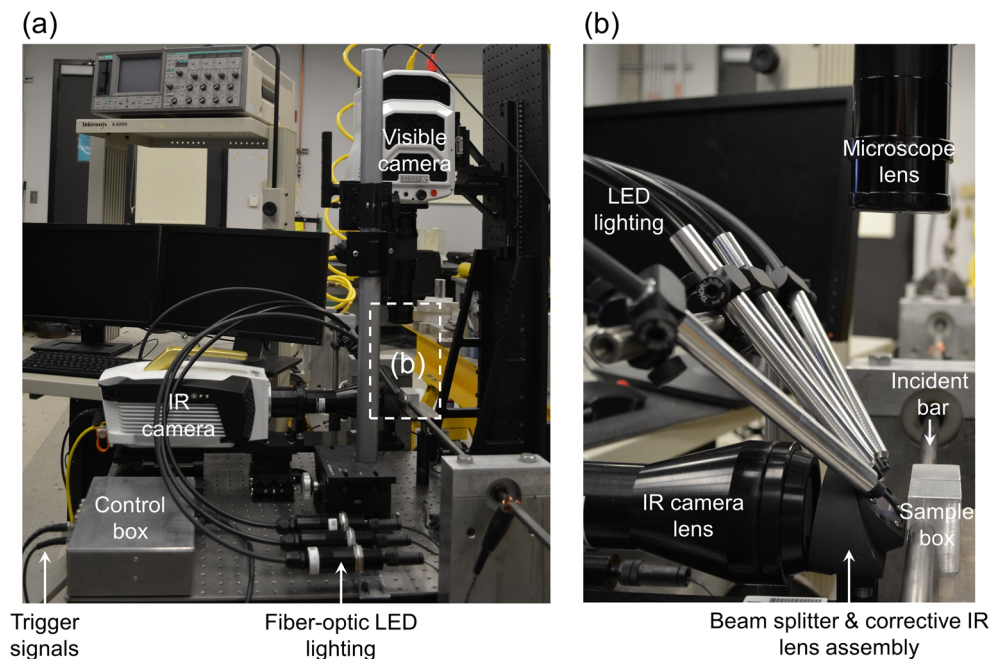 (a)
Tektronix K4000
Visible
camera
(b)
IR
camera
Control
box
Trigger
signals
Fiber-optic LED
lighting
(b)
Microscope
lens
LED
lighting
Incident
bar
IR camera
lens
Sample
box
Beam splitter & corrective IR
lens assembly